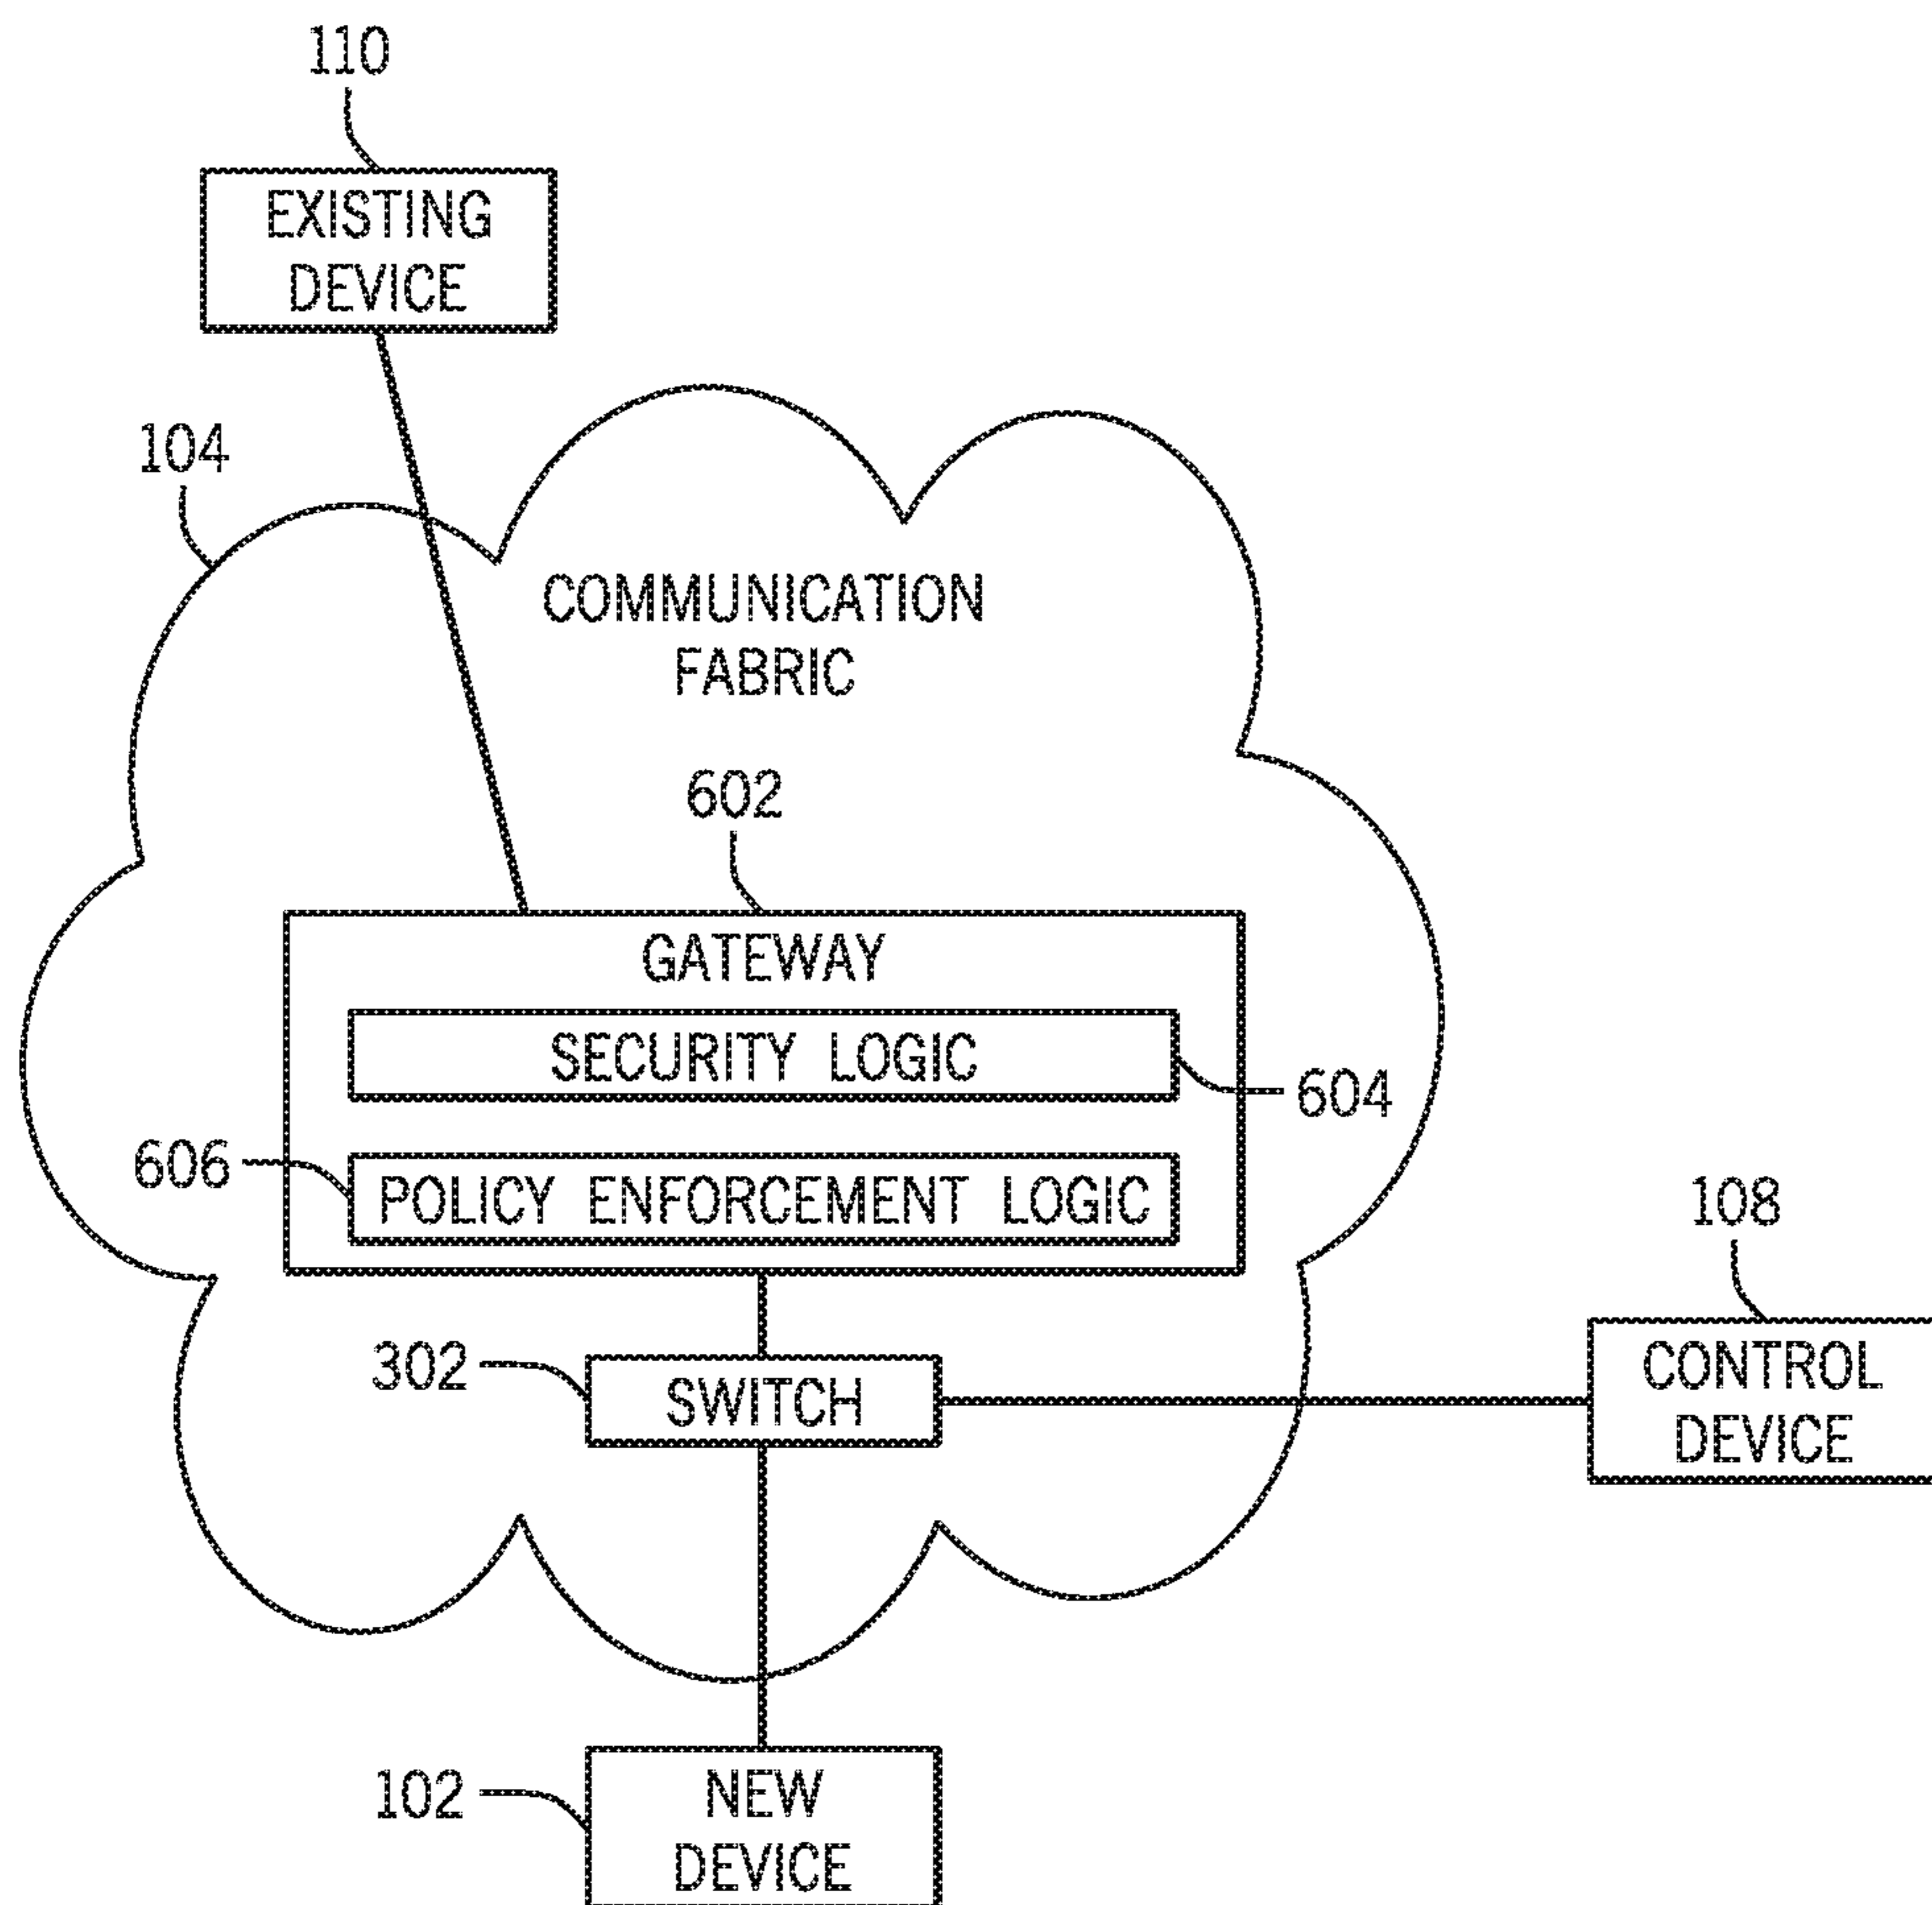 110
EXISTING
DEVICE
104
COMMUNICATION
FABRIC
602
GATEWAY
SECURITY LOGIC
604
606
POLICY ENFORCEMENT LOGIC
108
302
SWITCH
CONTROL
DEVICE
102
NEW
DEVICE